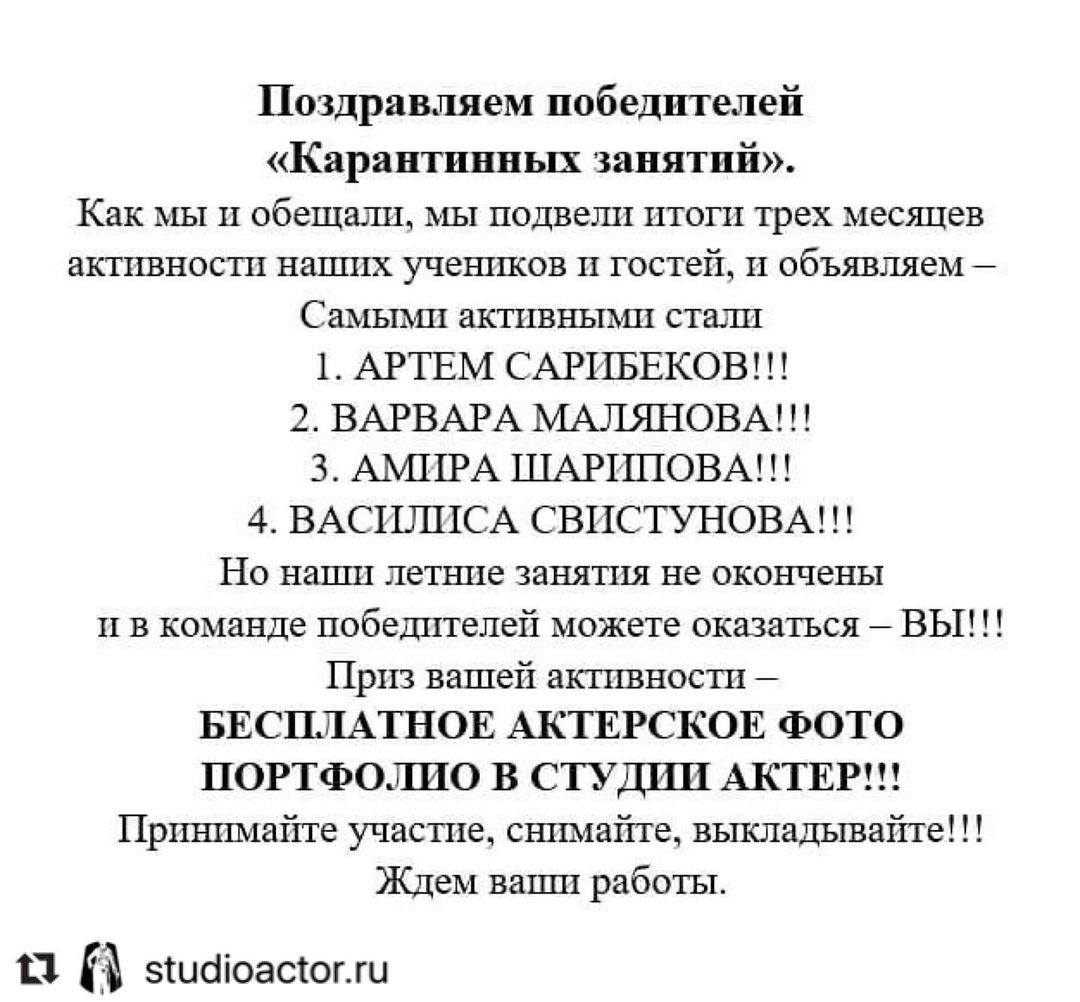 Поздравляем победителей
«Карантинных занятий».
Как мы и обещали, мы подвели итоги трех месяцев
активности наших учеников и гостей, и объявляем –
Самыми активными стали
1. АРТЕМ САРИБЕКОВ!!!
2. ВАРВАРА МАЛЯНОВА!!!
3. АМИРА ШАРИПОВА!!!
4. ВАСИЛИСА СВИСТУНОВА!!!
Но наши летние занятия не окончены
и в команде победителей можете оказаться – ВЫ!!!
Приз вашей активности –
БЕСПЛАТНОЕ АКТЕРСКОЕ ФОТО
ПОРТФОЛИО В СТУДИИ АКТЕР!!!
Принимайте участие, снимайте, выкладывайте!!!
Ждем ваши работы.
studioactor.ru